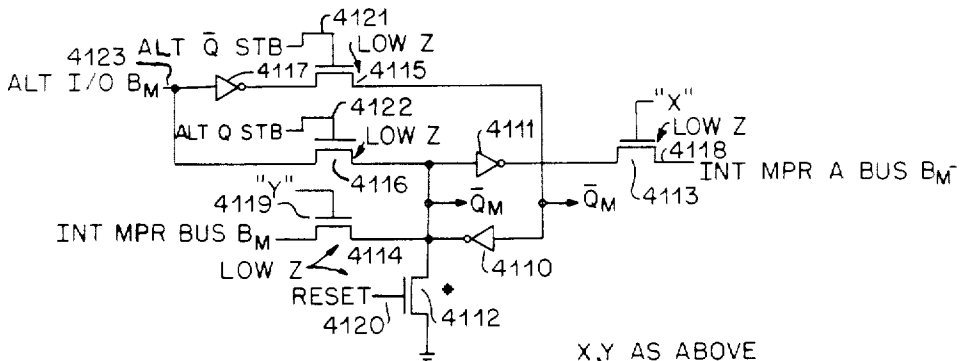 4121
ALT Q̄ STB
LOW Z
4123
4117
4115
ALT I/O B_M
"X"
4122
ALT Q STB
LOW Z
4111
LOW Z
4118
4116
INT MPR A BUS B_M-
4113
"Y"
4119
Q̄_M
Q̄_M
INT MPR BUS B_M
4114
4110
LOW Z
RESET
4120
4112
X,Y AS ABOVE